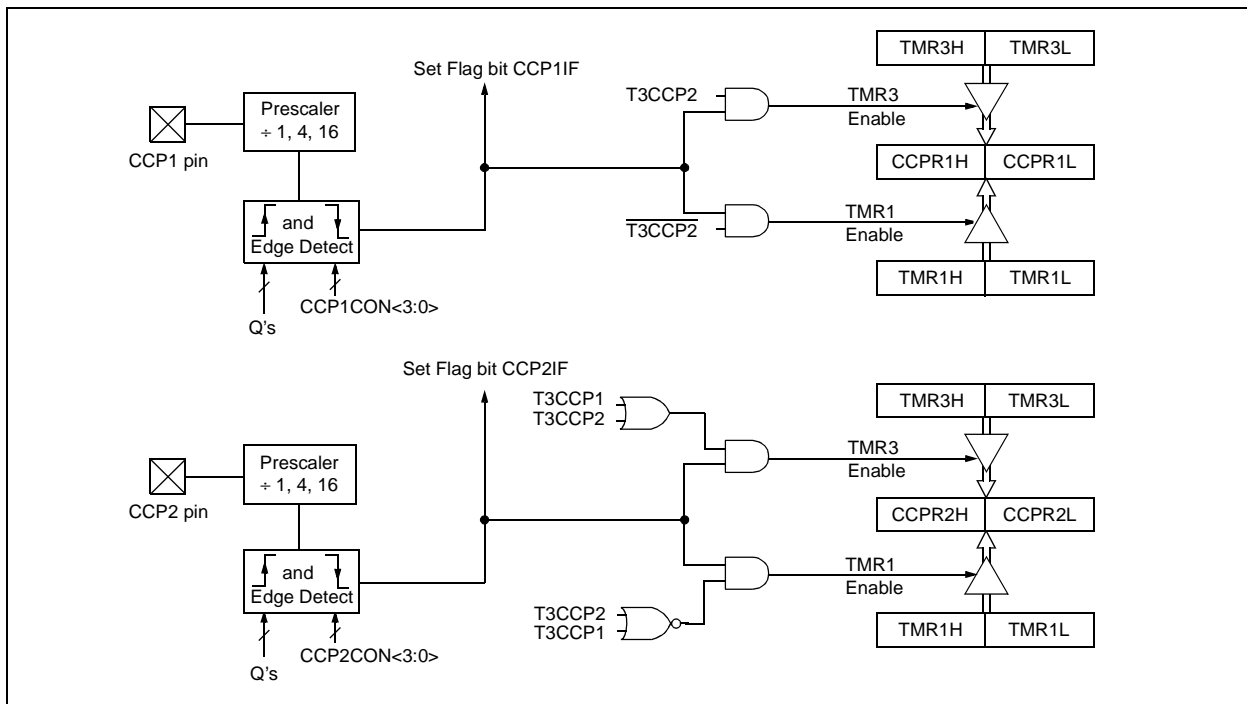 TMR3H TMR3L
Set Flag bit CCP1IF
T3CCP2
TMR3
Enable
Prescaler
÷ 1, 4, 16
CCP1 pin
CCPR1H CCPR1L
and
Edge Detect
T3CCP2
TMR1
Enable
TMR1H TMR1L
CCP1CON<3:0>
Q's
Set Flag bit CCP2IF
TMR3H TMR3L
T3CCP1
T3CCP2
TMR3
Enable
Prescaler
÷ 1, 4, 16
CCP2 pin
CCPR2H CCPR2L
and
Edge Detect
TMR1
Enable
T3CCP2
T3CCP1
TMR1H TMR1L
CCP2CON<3:0>
Q's